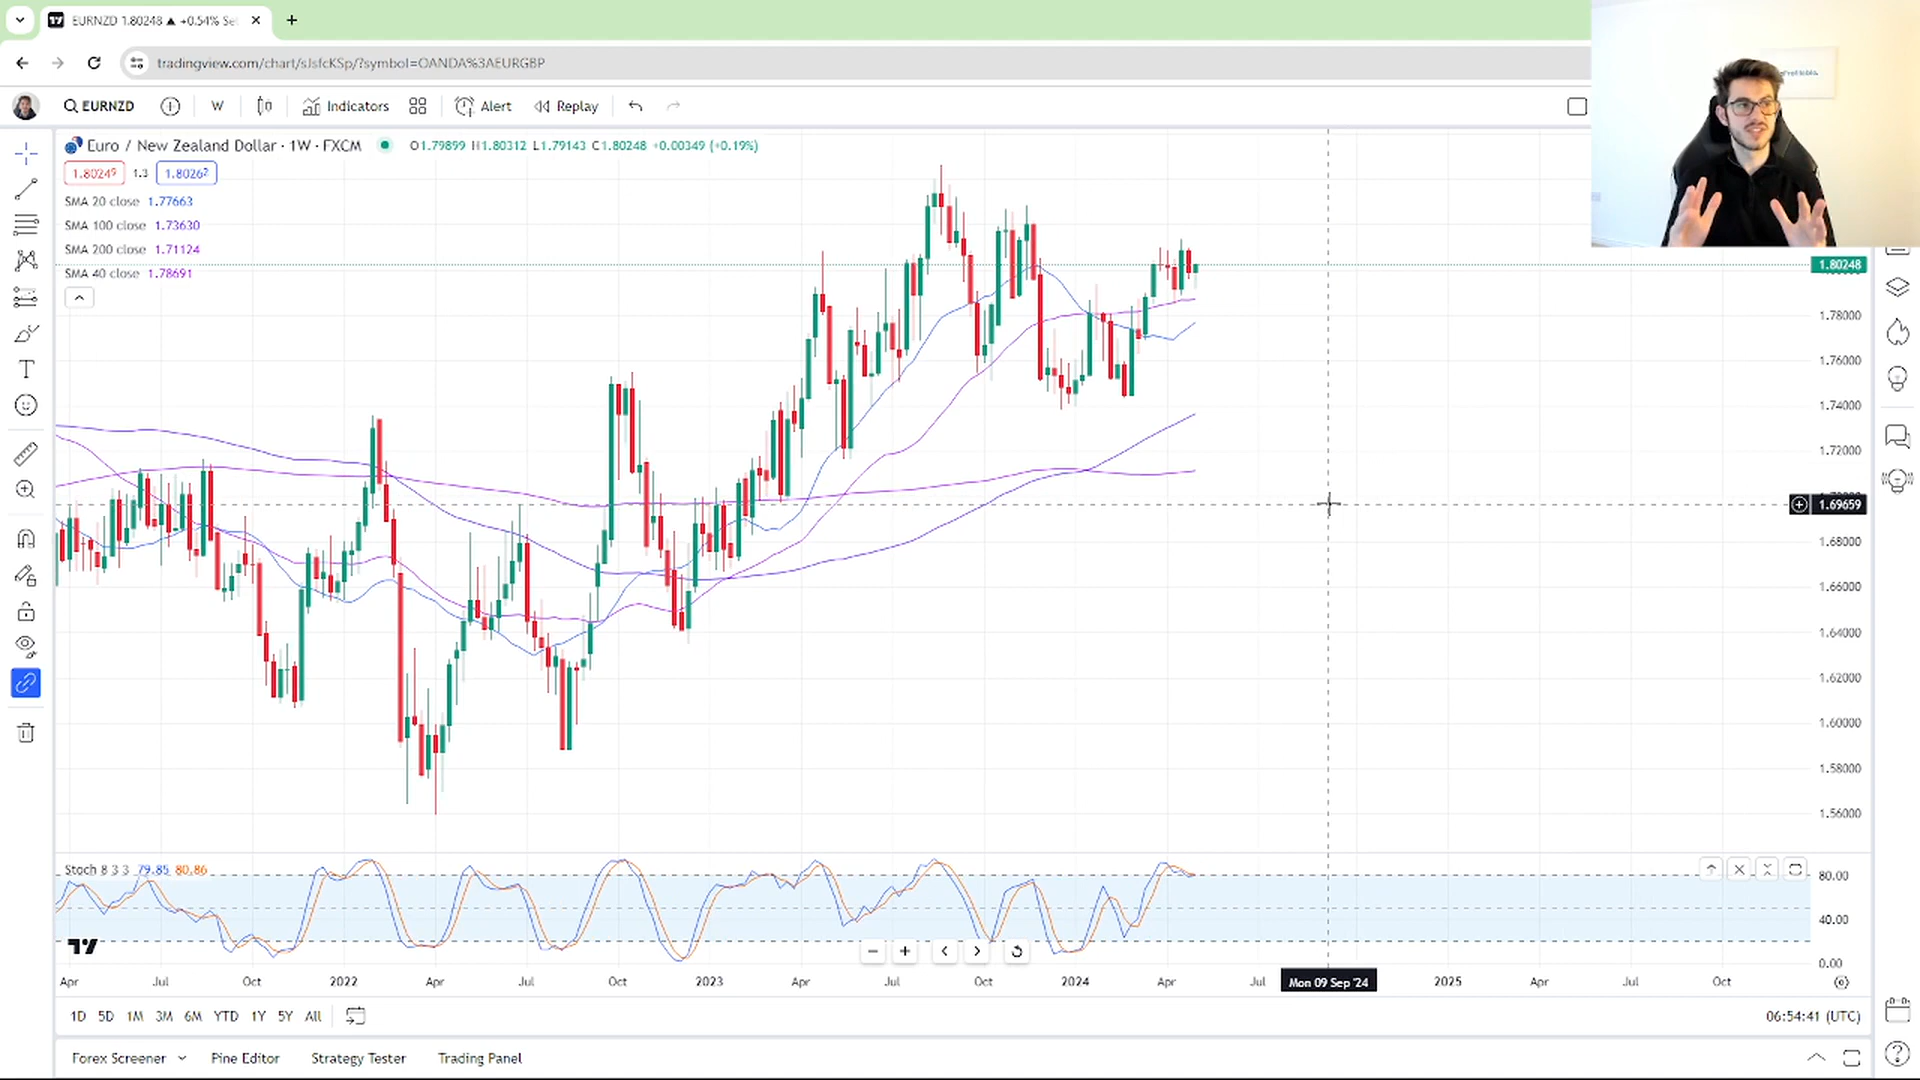 EURNZD 1.80248 ▲ +0.54% Se
tradingview.com/chart/sJsfcKSp/?symbol=OANDA%3AEURGBP
EURNZD W Indicators Alert Replay
Euro / New Zealand Dollar · 1W · FXCM O1.79899 H1.80312 L1.79143 C1.80248 +0.00349 (+0.19%)
1.80249 1.3 1.80262
SMA 20 close 1.77663
SMA 100 close 1.73630
SMA 200 close 1.71124
SMA 40 close 1.78691
1.80248
1.78000
1.76000
1.74000
1.72000
1.69659
1.68000
1.66000
1.64000
1.62000
1.60000
1.58000
1.56000
Stoch 8 3 3 79.85 80.86
80.00
40.00
0.00
Apr Jul Oct 2022 Apr Jul Oct 2023 Apr Jul Oct 2024 Apr Jul Mon 09 Sep '24 2025 Apr Jul Oct
1D 5D 1M 3M 6M YTD 1Y 5Y All 06:54:41 (UTC)
Forex Screener Pine Editor Strategy Tester Trading Panel